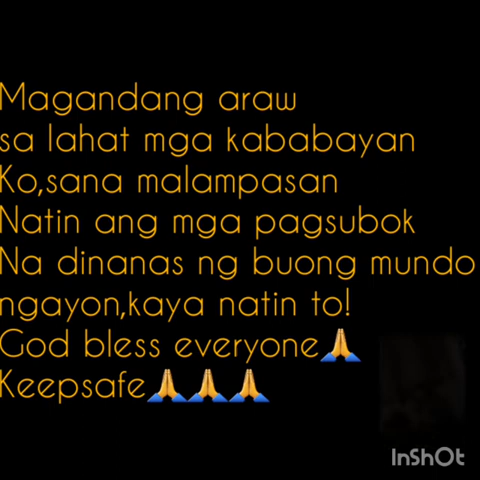 Magandang araw
sa lahat mga kababayan
Ko,sana malampasan
Natin ang mga pagsubok
Na dinanas ng buong mundo
ngayon,kaya natin to!
God bless everyone🙏
Keepsafe🙏🙏🙏
InShOt